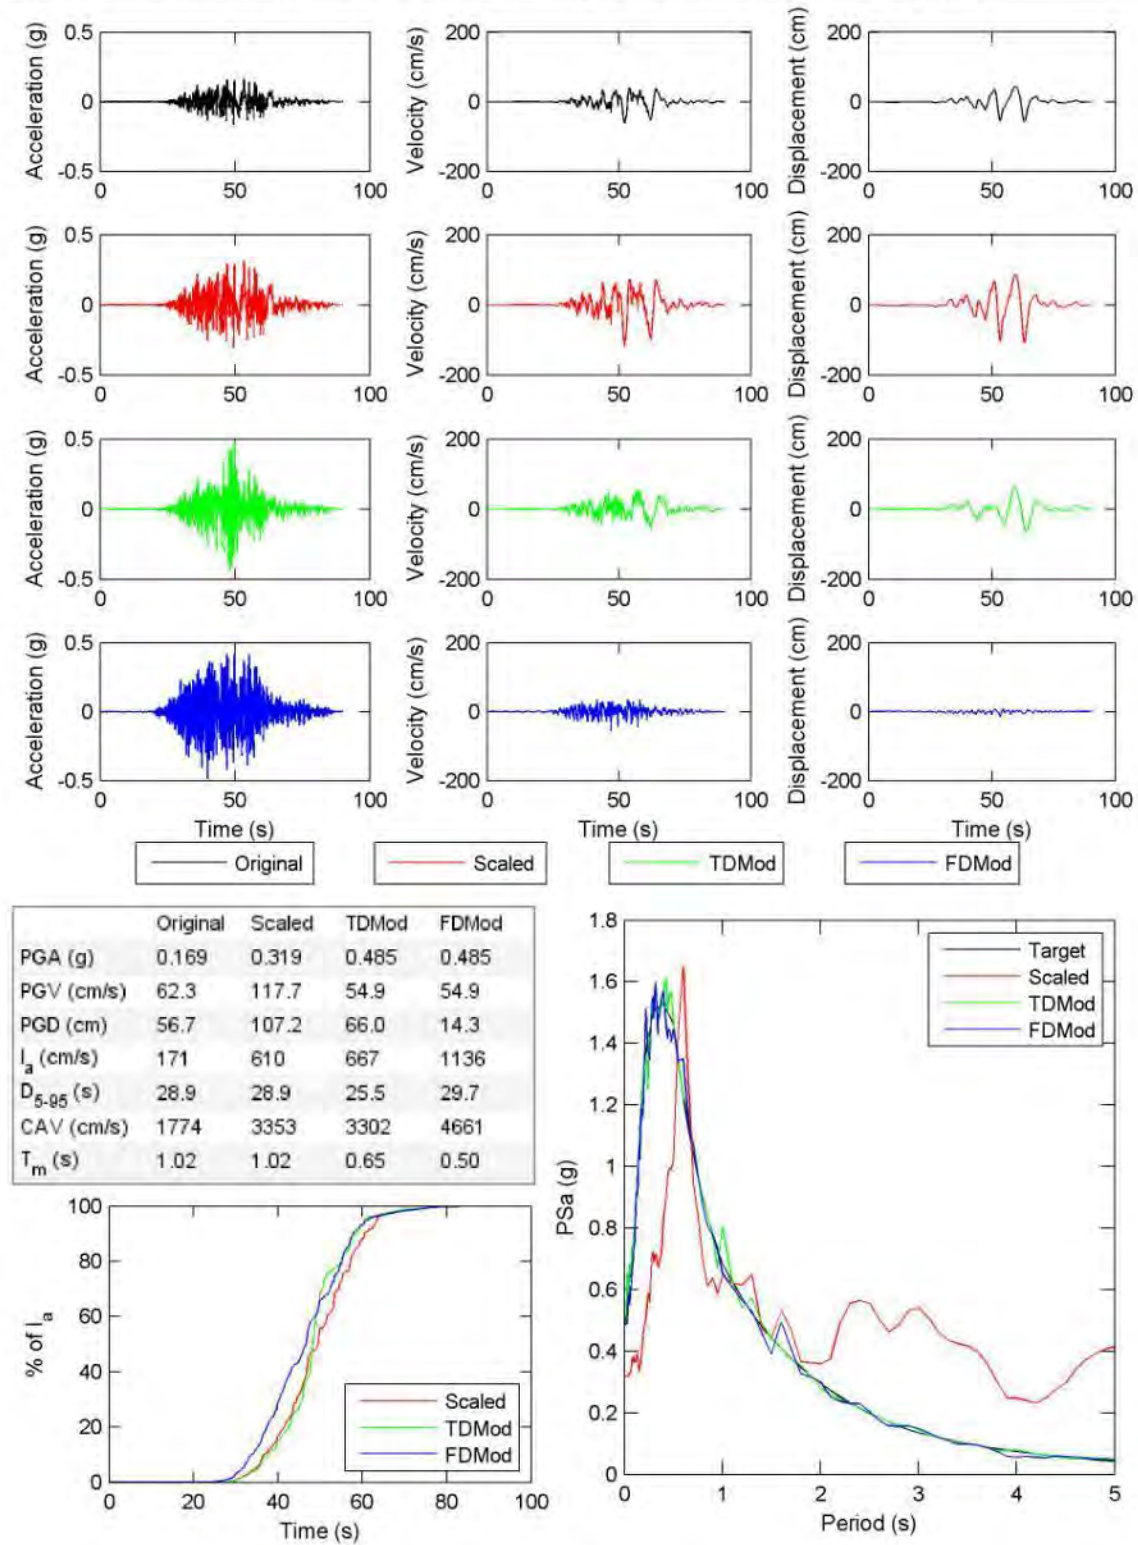 Acceleration (g)
0.5
0
-0.5
0 50 100
Velocity (cm/s)
200
0
-200
0 50 100
Displacement (cm)
200
0
-200
0 50 100
Acceleration (g)
0.5
0
-0.5
0 50 100
Velocity (cm/s)
200
0
-200
0 50 100
Displacement (cm)
200
0
-200
0 50 100
Acceleration (g)
0.5
0
-0.5
0 50 100
Velocity (cm/s)
200
0
-200
0 50 100
Displacement (cm)
200
0
-200
0 50 100
Acceleration (g)
0.5
0
-0.5
0 50 100
Time (s)
Velocity (cm/s)
200
0
-200
0 50 100
Time (s)
Displacement (cm)
200
0
-200
0 50 100
Time (s)
Original Scaled TDMod FDMod
Original Scaled TDMod FDMod
PGA (g) 0.169 0.319 0.485 0.485
PGV (cm/s) 62.3 117.7 54.9 54.9
PGD (cm) 56.7 107.2 66.0 14.3
Ia (cm/s) 171 610 667 1136
D5-95 (s) 28.9 28.9 25.5 29.7
CAV (cm/s) 1774 3353 3302 4661
Tm (s) 1.02 1.02 0.65 0.50
% of Ia
100
80
60
40
20
0
0 20 40 60 80 100
Time (s)
Scaled
TDMod
FDMod
PSa (g)
1.8
1.6
1.4
1.2
1
0.8
0.6
0.4
0.2
0
0 1 2 3 4 5
Period (s)
Target
Scaled
TDMod
FDMod